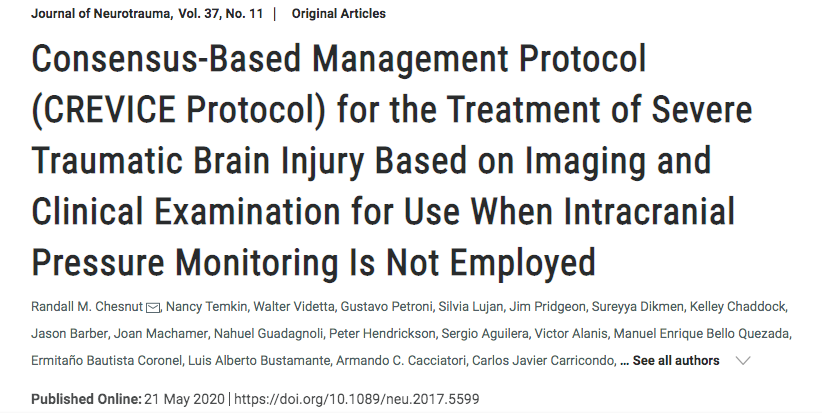 Journal of Neurotrauma, Vol. 37, No. 11 | Original Articles
Consensus-Based Management Protocol
(CREVICE Protocol) for the Treatment of Severe
Traumatic Brain Injury Based on Imaging and
Clinical Examination for Use When Intracranial
Pressure Monitoring Is Not Employed
Randall M. Chesnut, Nancy Temkin, Walter Videtta, Gustavo Petroni, Silvia Lujan, Jim Pridgeon, Sureyya Dikmen, Kelley Chaddock,
Jason Barber, Joan Machamer, Nahuel Guadagnoli, Peter Hendrickson, Sergio Aguilera, Victor Alanis, Manuel Enrique Bello Quezada,
Ermitaño Bautista Coronel, Luis Alberto Bustamante, Armando C. Cacciatori, Carlos Javier Carricondo, ... See all authors
Published Online: 21 May 2020 | https://doi.org/10.1089/neu.2017.5599